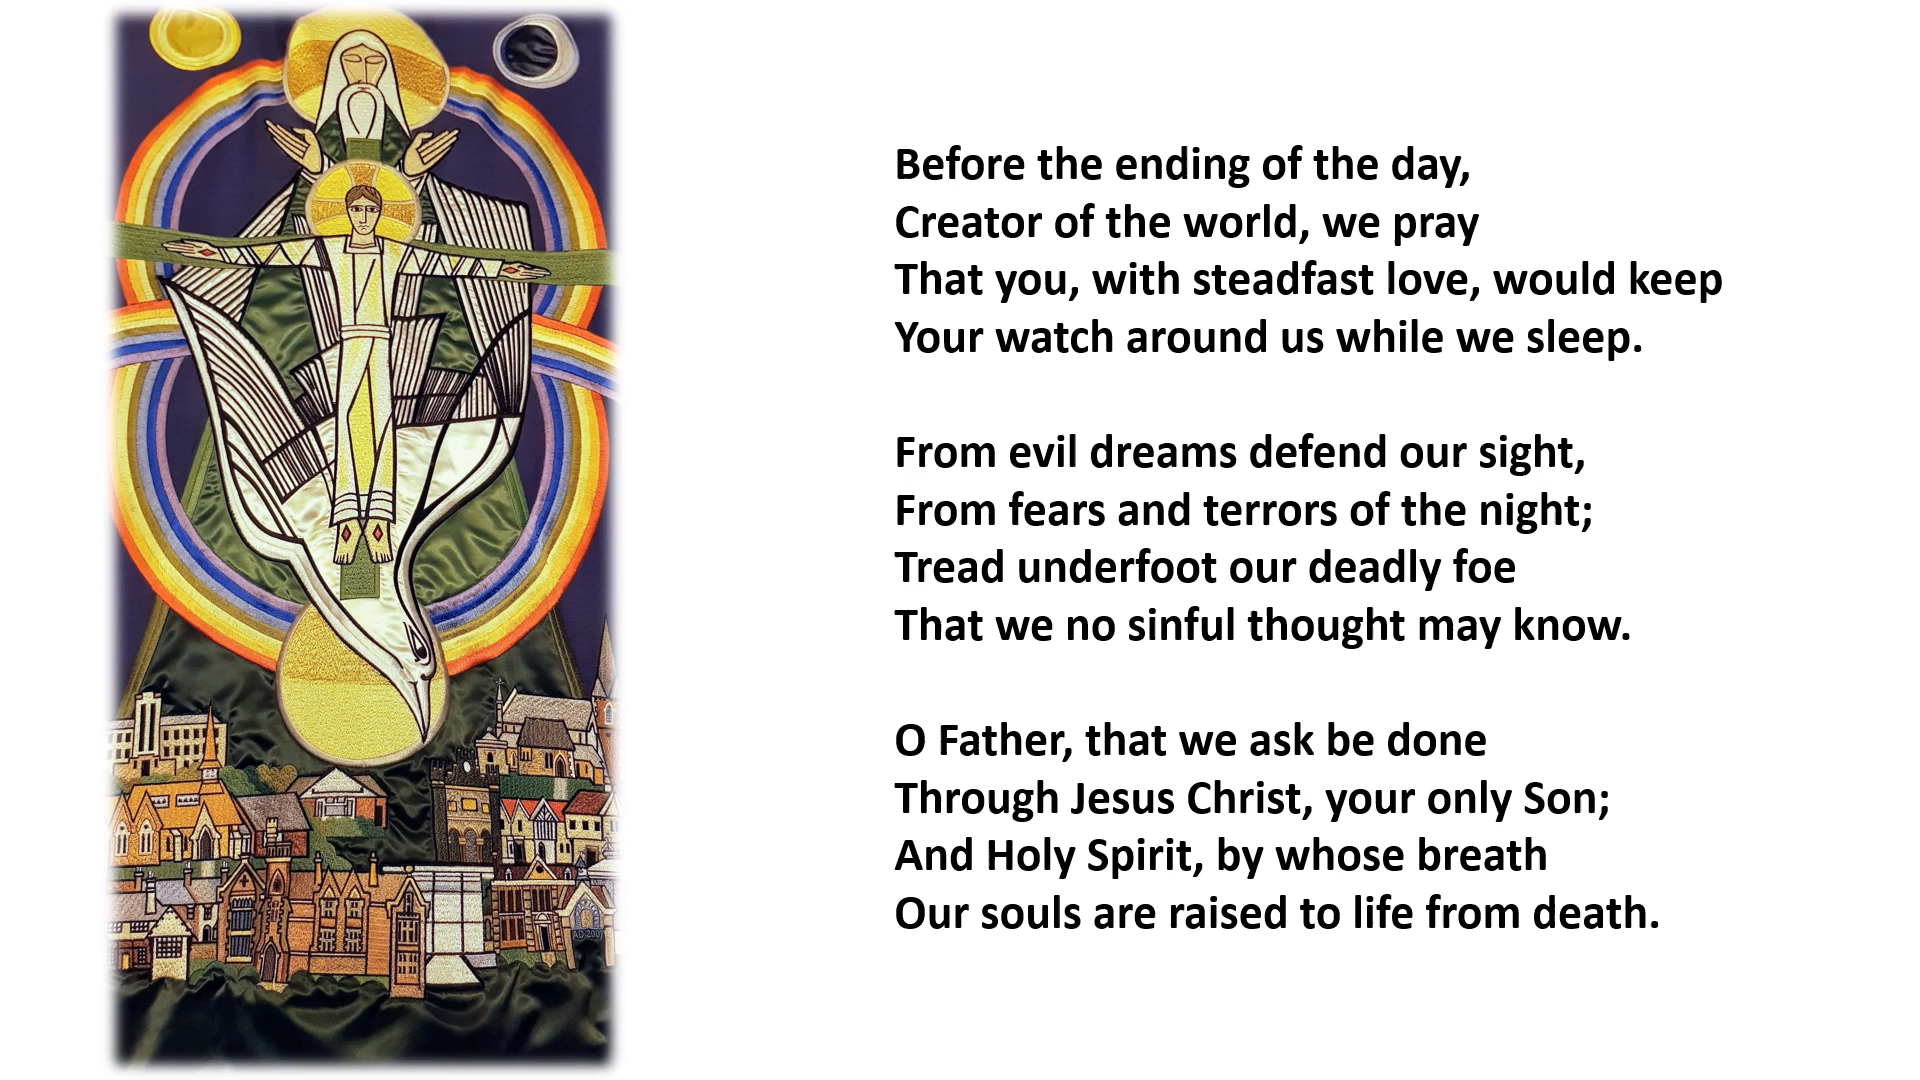 Before the ending of the day,
Creator of the world, we pray
That you, with steadfast love, would keep
Your watch around us while we sleep.
From evil dreams defend our sight,
From fears and terrors of the night;
Tread underfoot our deadly foe
That we no sinful thought may know.
O Father, that we ask be done
Through Jesus Christ, your only Son;
And Holy Spirit, by whose breath
Our souls are raised to life from death.